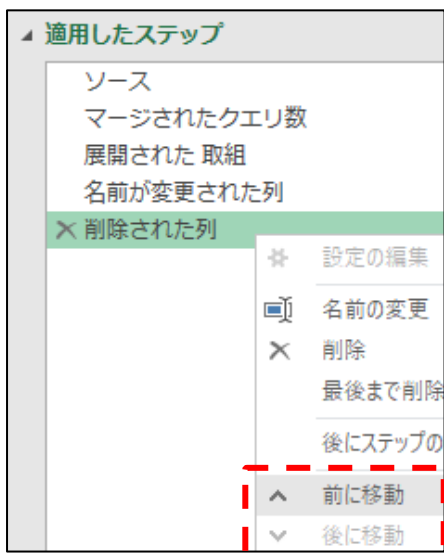 適用したステップ
ソース
マージされたクエリ数
展開された 取組
名前が変更された列
削除された列
設定の編集
名前の変更
削除
最後まで削除
後にステップの
前に移動
後に移動